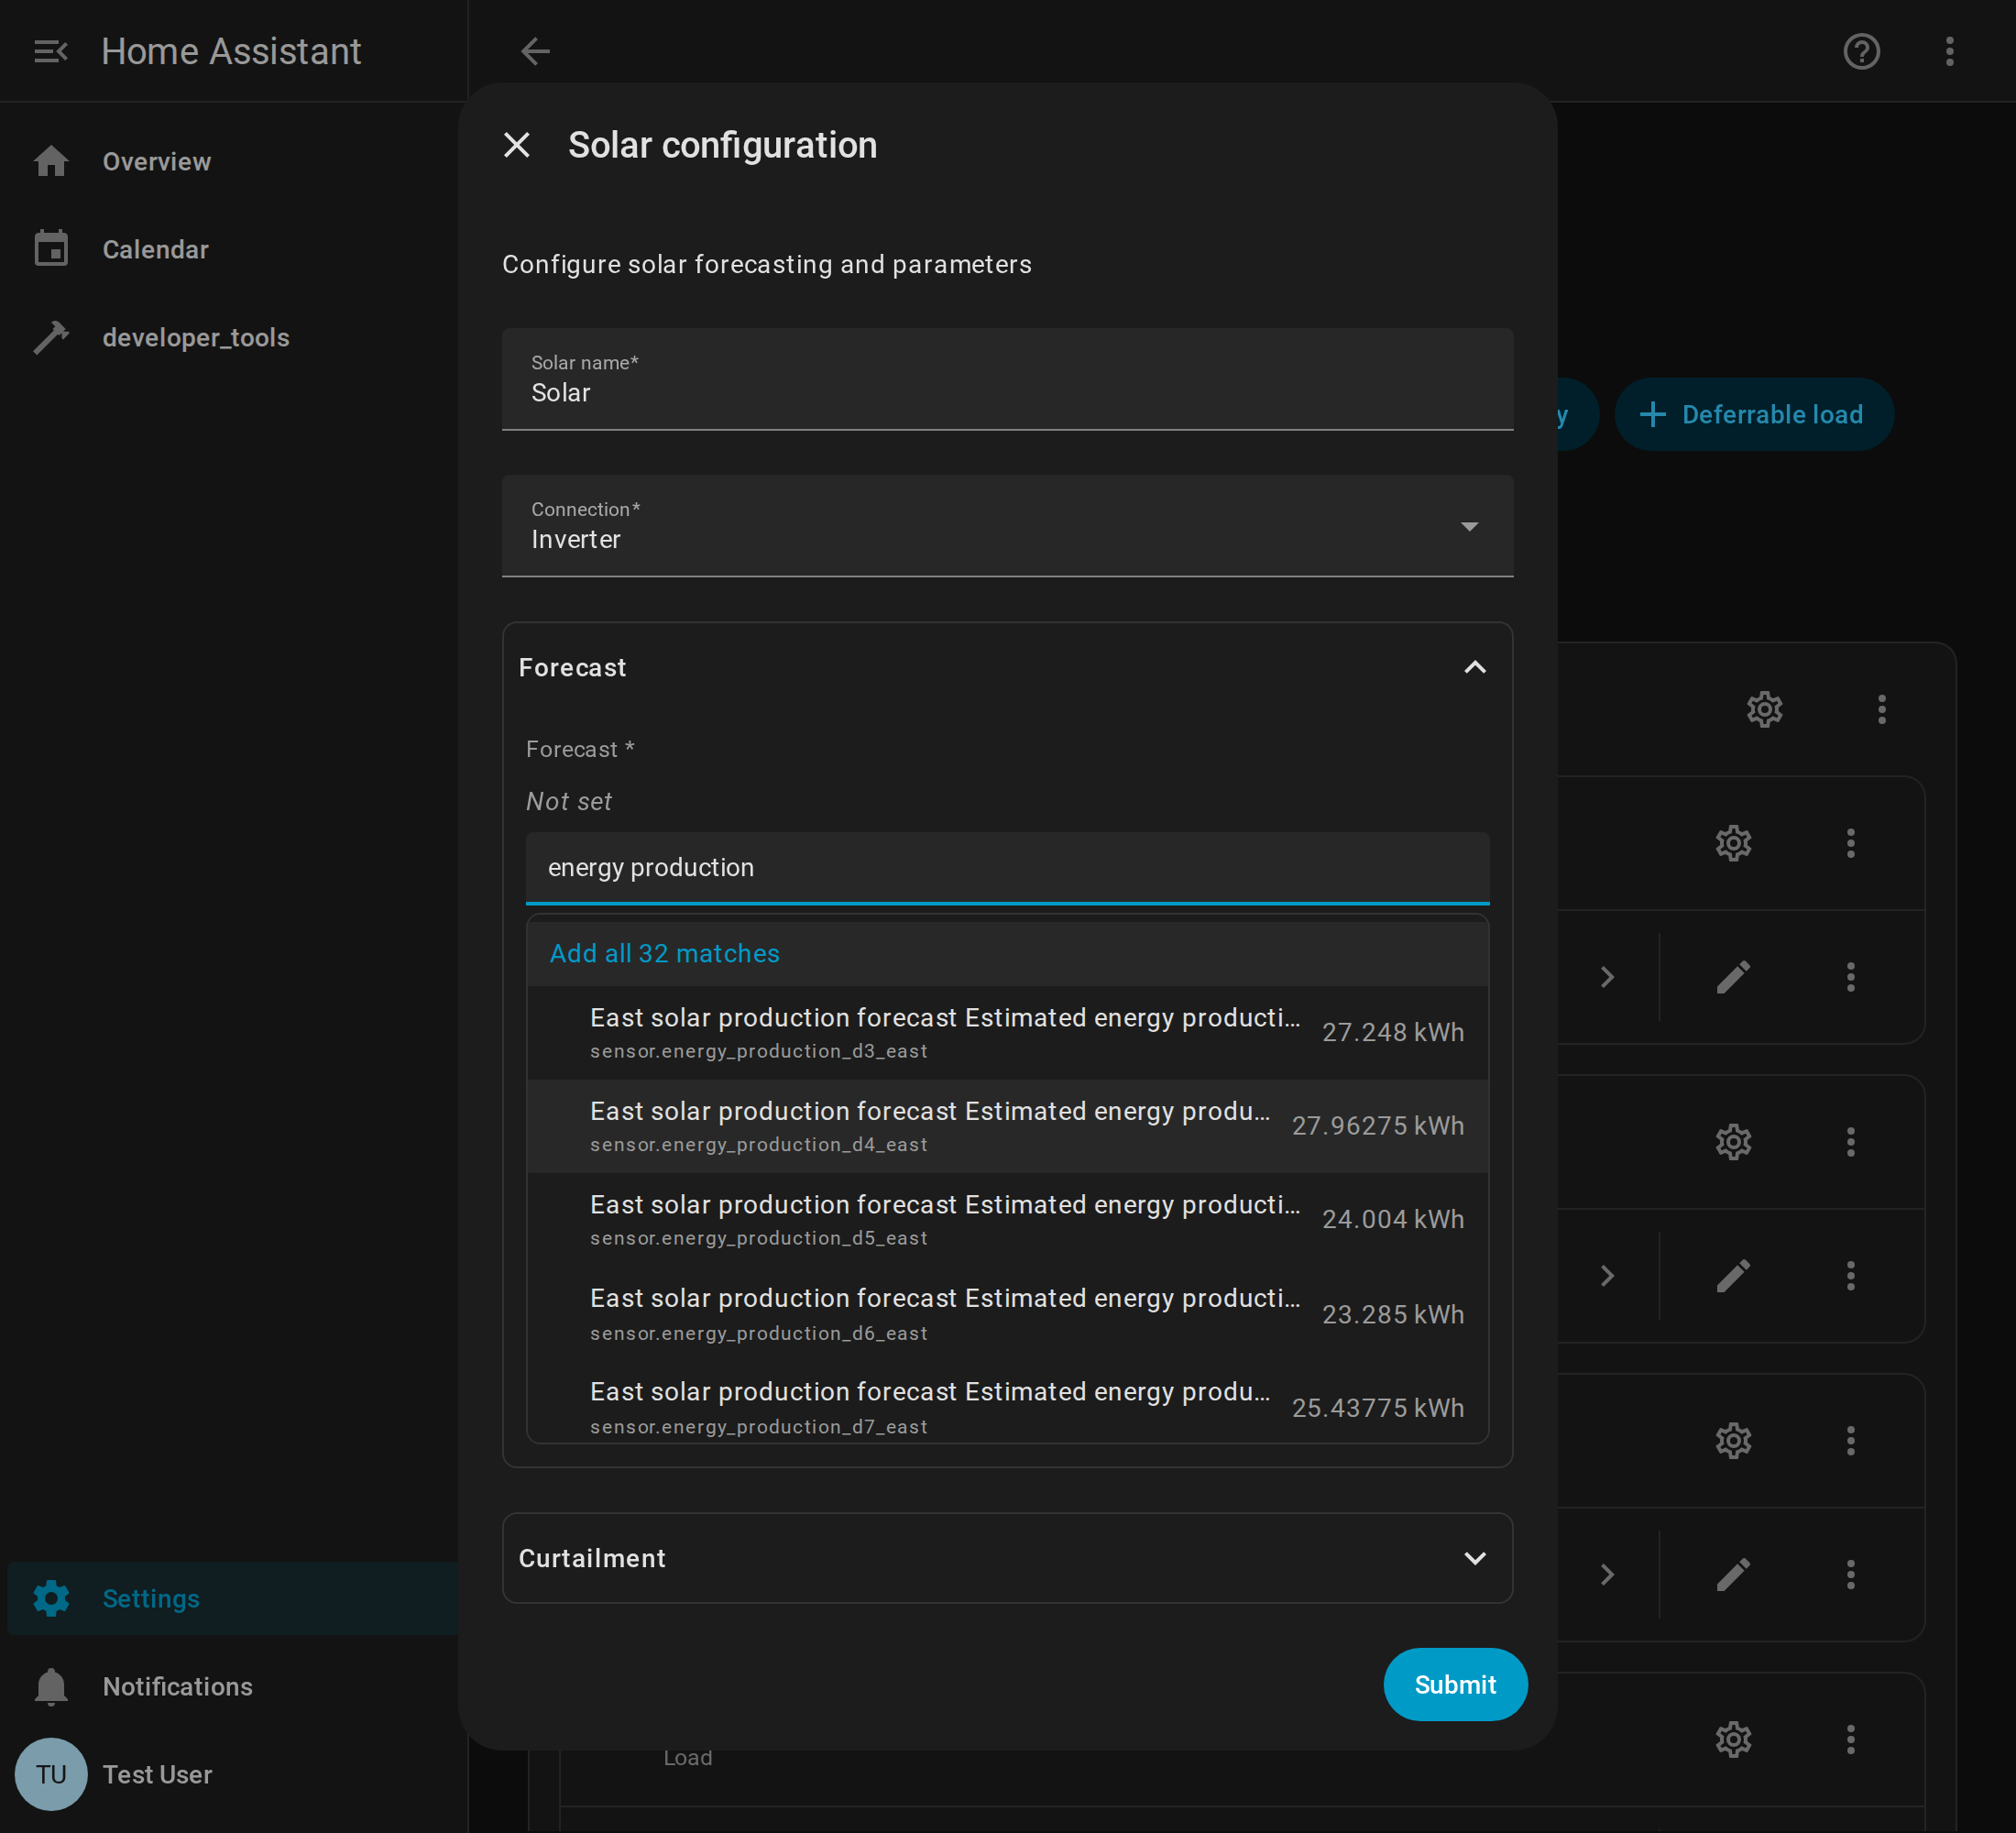 Home Assistant
Overview
Calendar
developer_tools
Settings
Notifications
TU
Test User
Solar configuration
Configure solar forecasting and parameters
Solar name*
Solar
Connection*
Inverter
Forecast
Forecast *
Not set
energy production
Add all 32 matches
East solar production forecast Estimated energy producti… 27.248 kWh
sensor.energy_production_d3_east
East solar production forecast Estimated energy produ… 27.96275 kWh
sensor.energy_production_d4_east
East solar production forecast Estimated energy producti… 24.004 kWh
sensor.energy_production_d5_east
East solar production forecast Estimated energy producti… 23.285 kWh
sensor.energy_production_d6_east
East solar production forecast Estimated energy produ… 25.43775 kWh
sensor.energy_production_d7_east
Curtailment
Submit
y
Deferrable load
Load